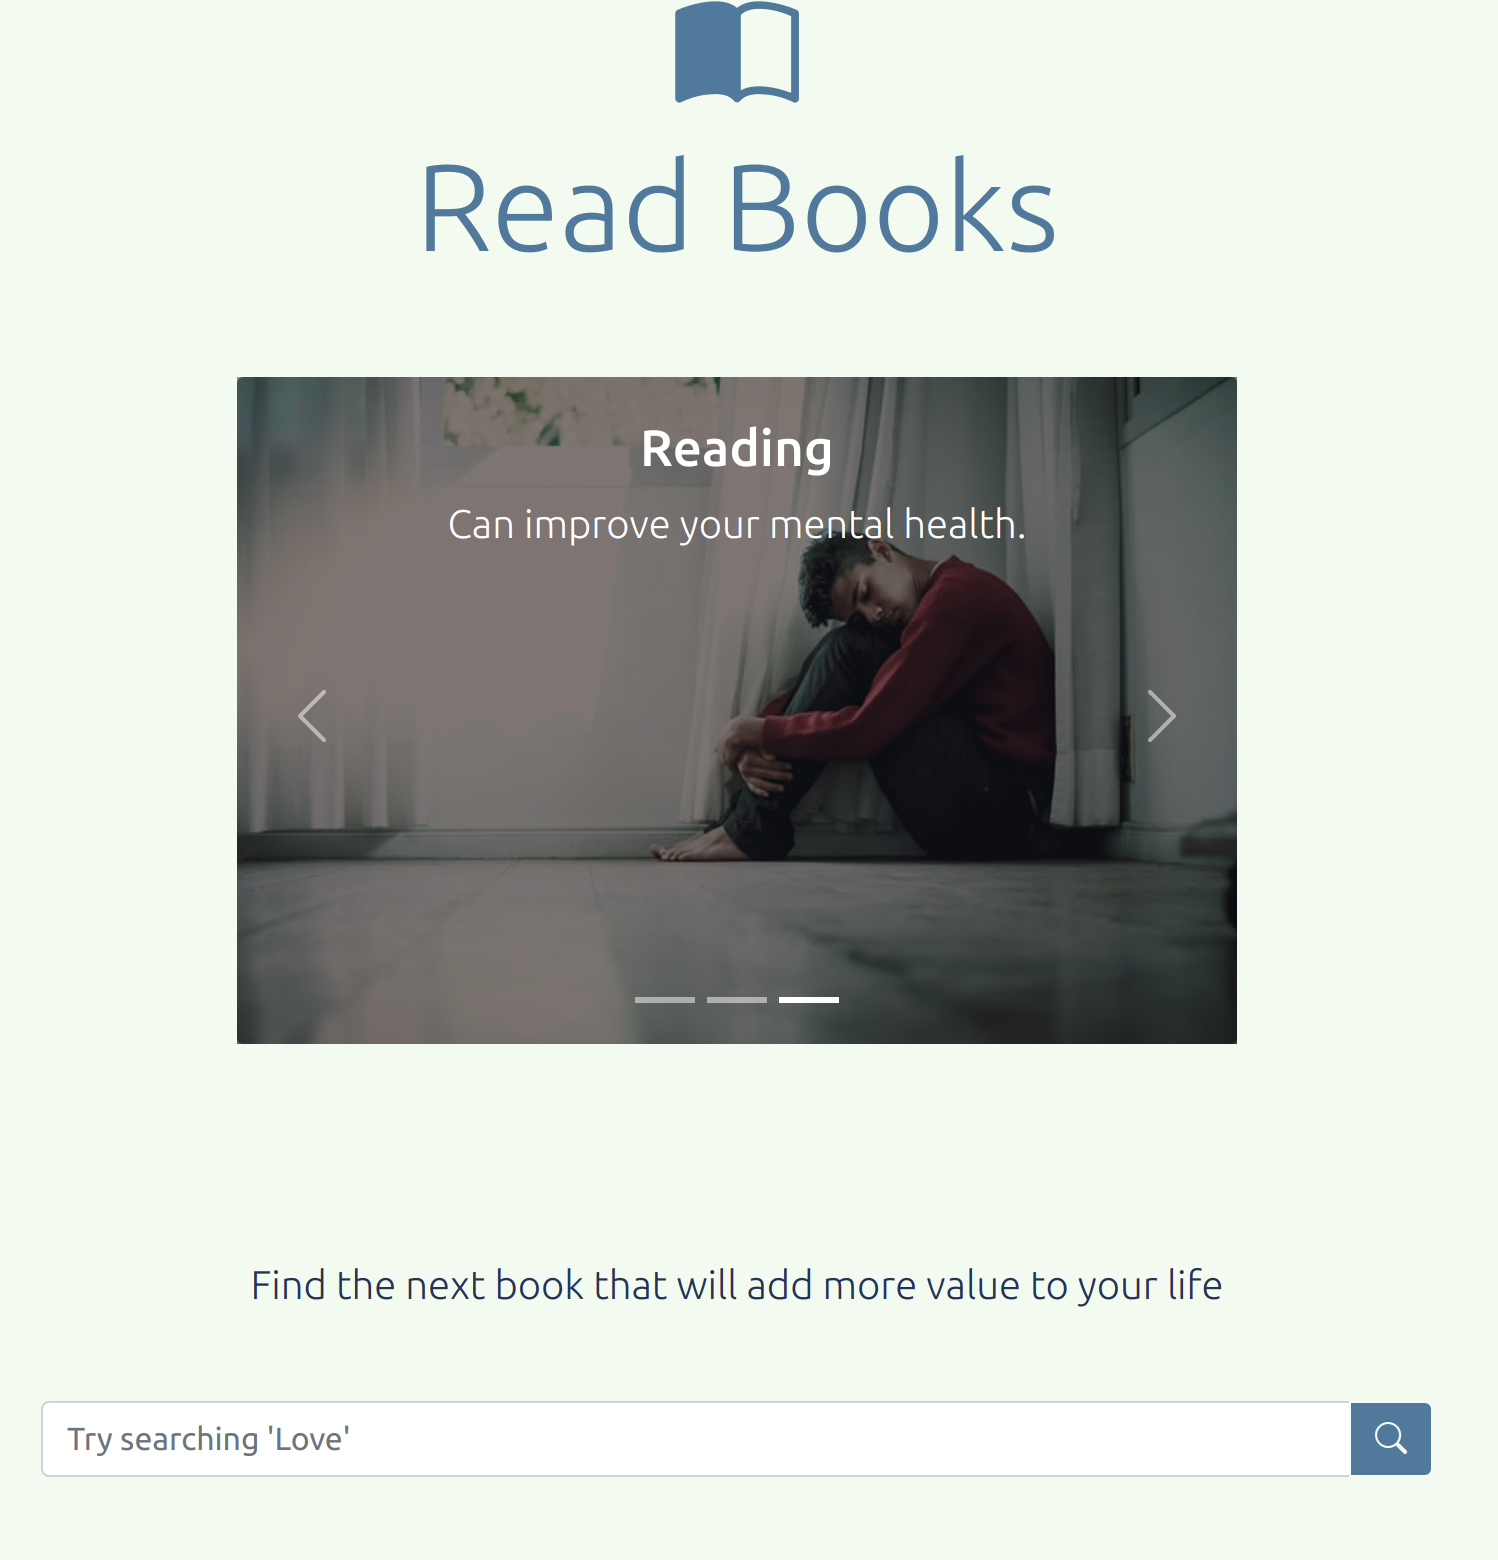 Read Books
Reading
Can improve your mental health.
Find the next book that will add more value to your life
Try searching 'Love'